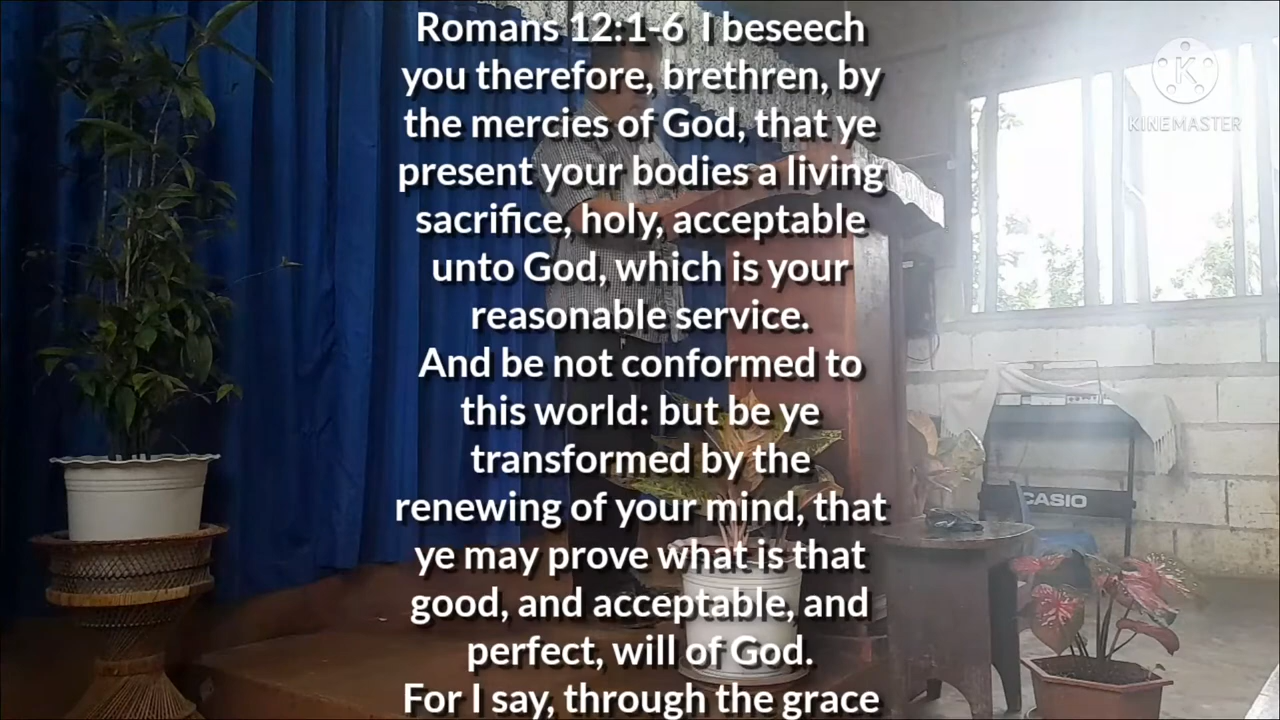 Romans 12:1-6 I beseech
you therefore, brethren, by
the mercies of God, that ye
present your bodies a living
sacrifice, holy, acceptable
unto God, which is your
reasonable service.
And be not conformed to
this world: but be ye
transformed by the
renewing of your mind, that
ye may prove what is that
good, and acceptable, and
perfect, will of God.
For I say, through the grace
K
KINEMASTER
CASIO